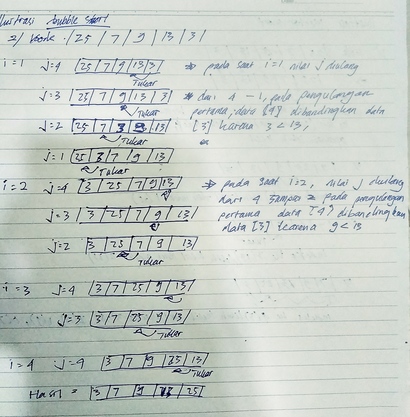 Ilustrasi bubble short
2/ Work : | 25 | 7 | 9 | 13 | 3 |
i = 1 j=4 | 25 | 7 | 9 | 13 | 3 | => pada saat i=1 nilai j diulang
Tukar
j=3 | 25 | 7 | 9 | 13 | 3 | * dari 4 – 1, pada pengulangan
Tukar pertama, data [4] dibandingkan data
j=2 | 25 | 7 | 3 | 9 | 13 | [3] karena 3 < 13,
Tukar
j=1 | 25 | 3 | 7 | 9 | 13 |
Tukar
i = 2 j=4 | 3 | 25 | 7 | 9 | 13 | => pada saat i=2, nilai j diulang
j=3 | 3 | 25 | 7 | 9 | 13 | dari 4 sampai 2 pada pengulangan
pertama data [4] dibandingkan
j=2 | 3 | 25 | 7 | 9 | 13 | data [3] karena 9 < 13
Tukar
i = 3 j=4 | 3 | 7 | 25 | 9 | 13 |
j=3 | 3 | 7 | 25 | 9 | 13 |
Tukar
i = 4 j=4 | 3 | 7 | 9 | 25 | 13 |
Tukar
Hasil = | 3 | 7 | 9 | 13 | 25 |